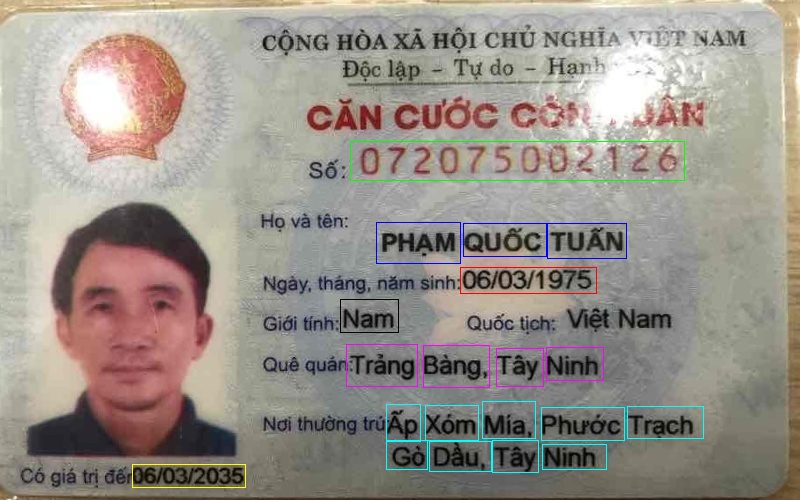 CỘNG HÒA XÃ HỘI CHỦ NGHĨA VIỆT NAM
Độc lập - Tự do - Hạnh
CĂN CƯỚC CÔNG DÂN
Số: 072075002126
Họ và tên:
PHẠM QUỐC TUẤN
Ngày, tháng, năm sinh: 06/03/1975
Giới tính: Nam Quốc tịch: Việt Nam
Quê quán: Trảng Bàng, Tây Ninh
Nơi thường trú: Ấp Xóm Mía, Phước Trạch
Gò Dầu, Tây Ninh
Có giá trị đến 06/03/2035